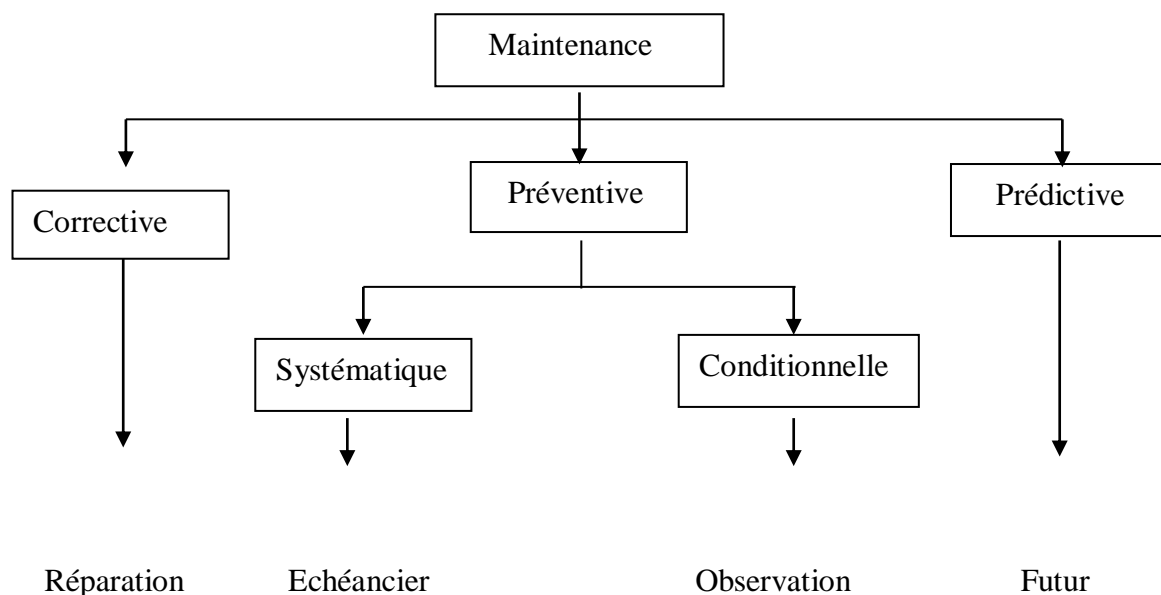 Maintenance
Corrective
Préventive
Prédictive
Systématique
Conditionnelle
Réparation
Echéancier
Observation
Futur